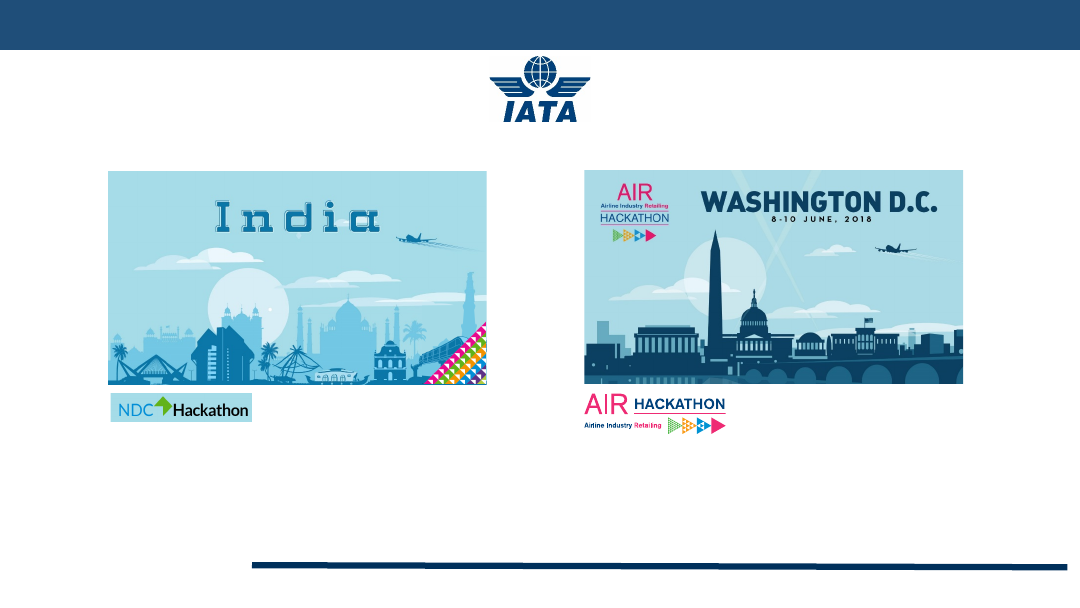 IATA
India
NDC Hackathon
AIR
Airline Industry Retailing
HACKATHON
WASHINGTON D.C.
8-10 JUNE, 2018
AIR HACKATHON
Airline Industry Retailing